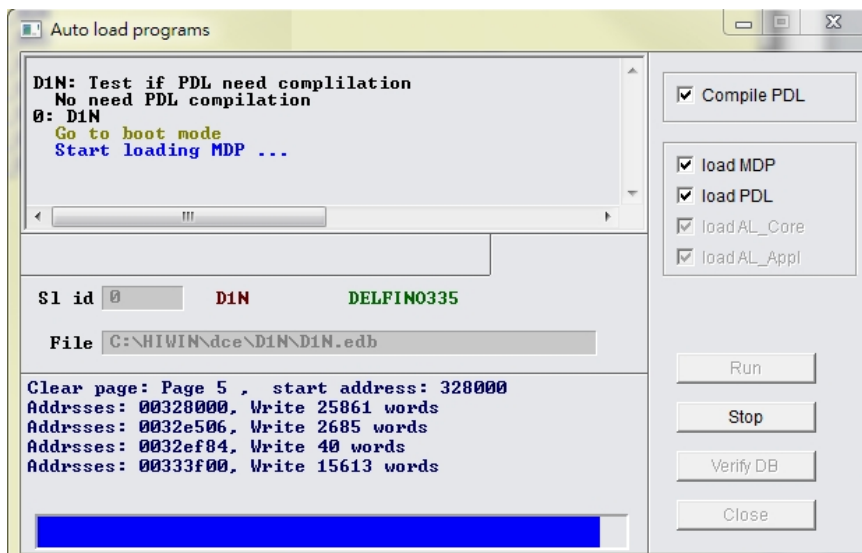 Auto load programs
D1N: Test if PDL need complilation
No need PDL compilation
0: D1N
Go to boot mode
Start loading MDP ...
Compile PDL
load MDP
load PDL
load AL_Core
load AL_Appl
Sl id 0 D1N DELFINO335
File C:\HIWIN\dce\D1N\D1N.edb
Clear page: Page 5 , start address: 328000
Addrsses: 00328000, Write 25861 words
Addrsses: 0032e506, Write 2685 words
Addrsses: 0032ef84, Write 40 words
Addrsses: 00333f00, Write 15613 words
Run
Stop
Verify DB
Close